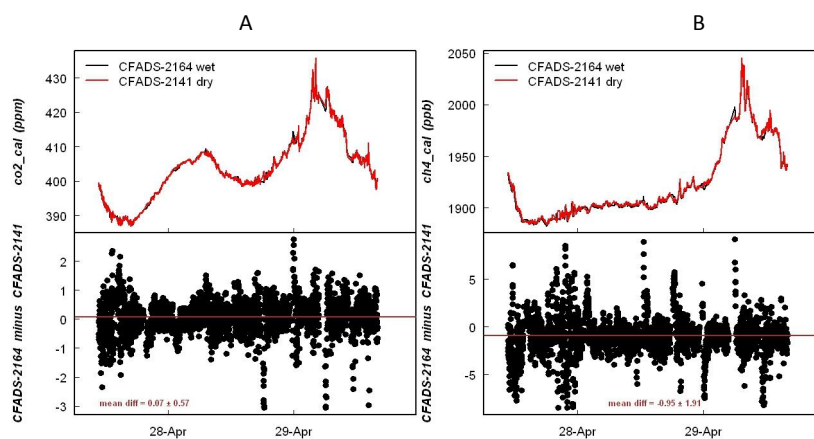 A
B
CFADS-2164 wet
CFADS-2141 dry
co2_cal (ppm)
430
420
410
400
390
CFADS-2164 minus CFADS-2141
2
1
0
-1
-2
-3
mean diff = 0.07 ± 0.57
28-Apr
29-Apr
CFADS-2164 wet
CFADS-2141 dry
ch4_cal (ppb)
2050
2000
1950
1900
CFADS-2164 minus CFADS-2141
5
0
-5
mean diff = -0.95 ± 1.91
28-Apr
29-Apr